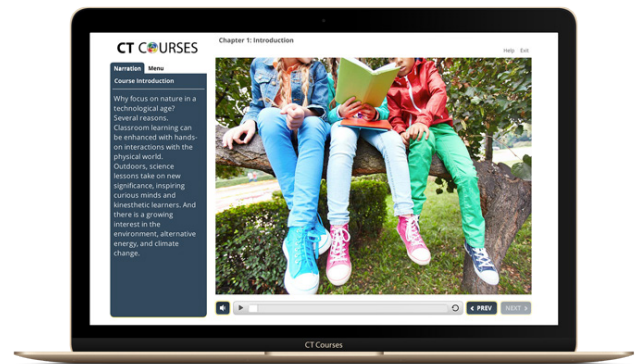 CT COURSES
Chapter 1: Introduction
Help Exit
Narration Menu
Course Introduction
Why focus on nature in a
technological age?
Several reasons.
Classroom learning can
be enhanced with hands-
on interactions with the
physical world.
Outdoors, science
lessons take on new
significance, inspiring
curious minds and
kinesthetic learners. And
there is a growing
interest in the
environment, alternative
energy, and climate
change.
PREV
NEXT
CT Courses